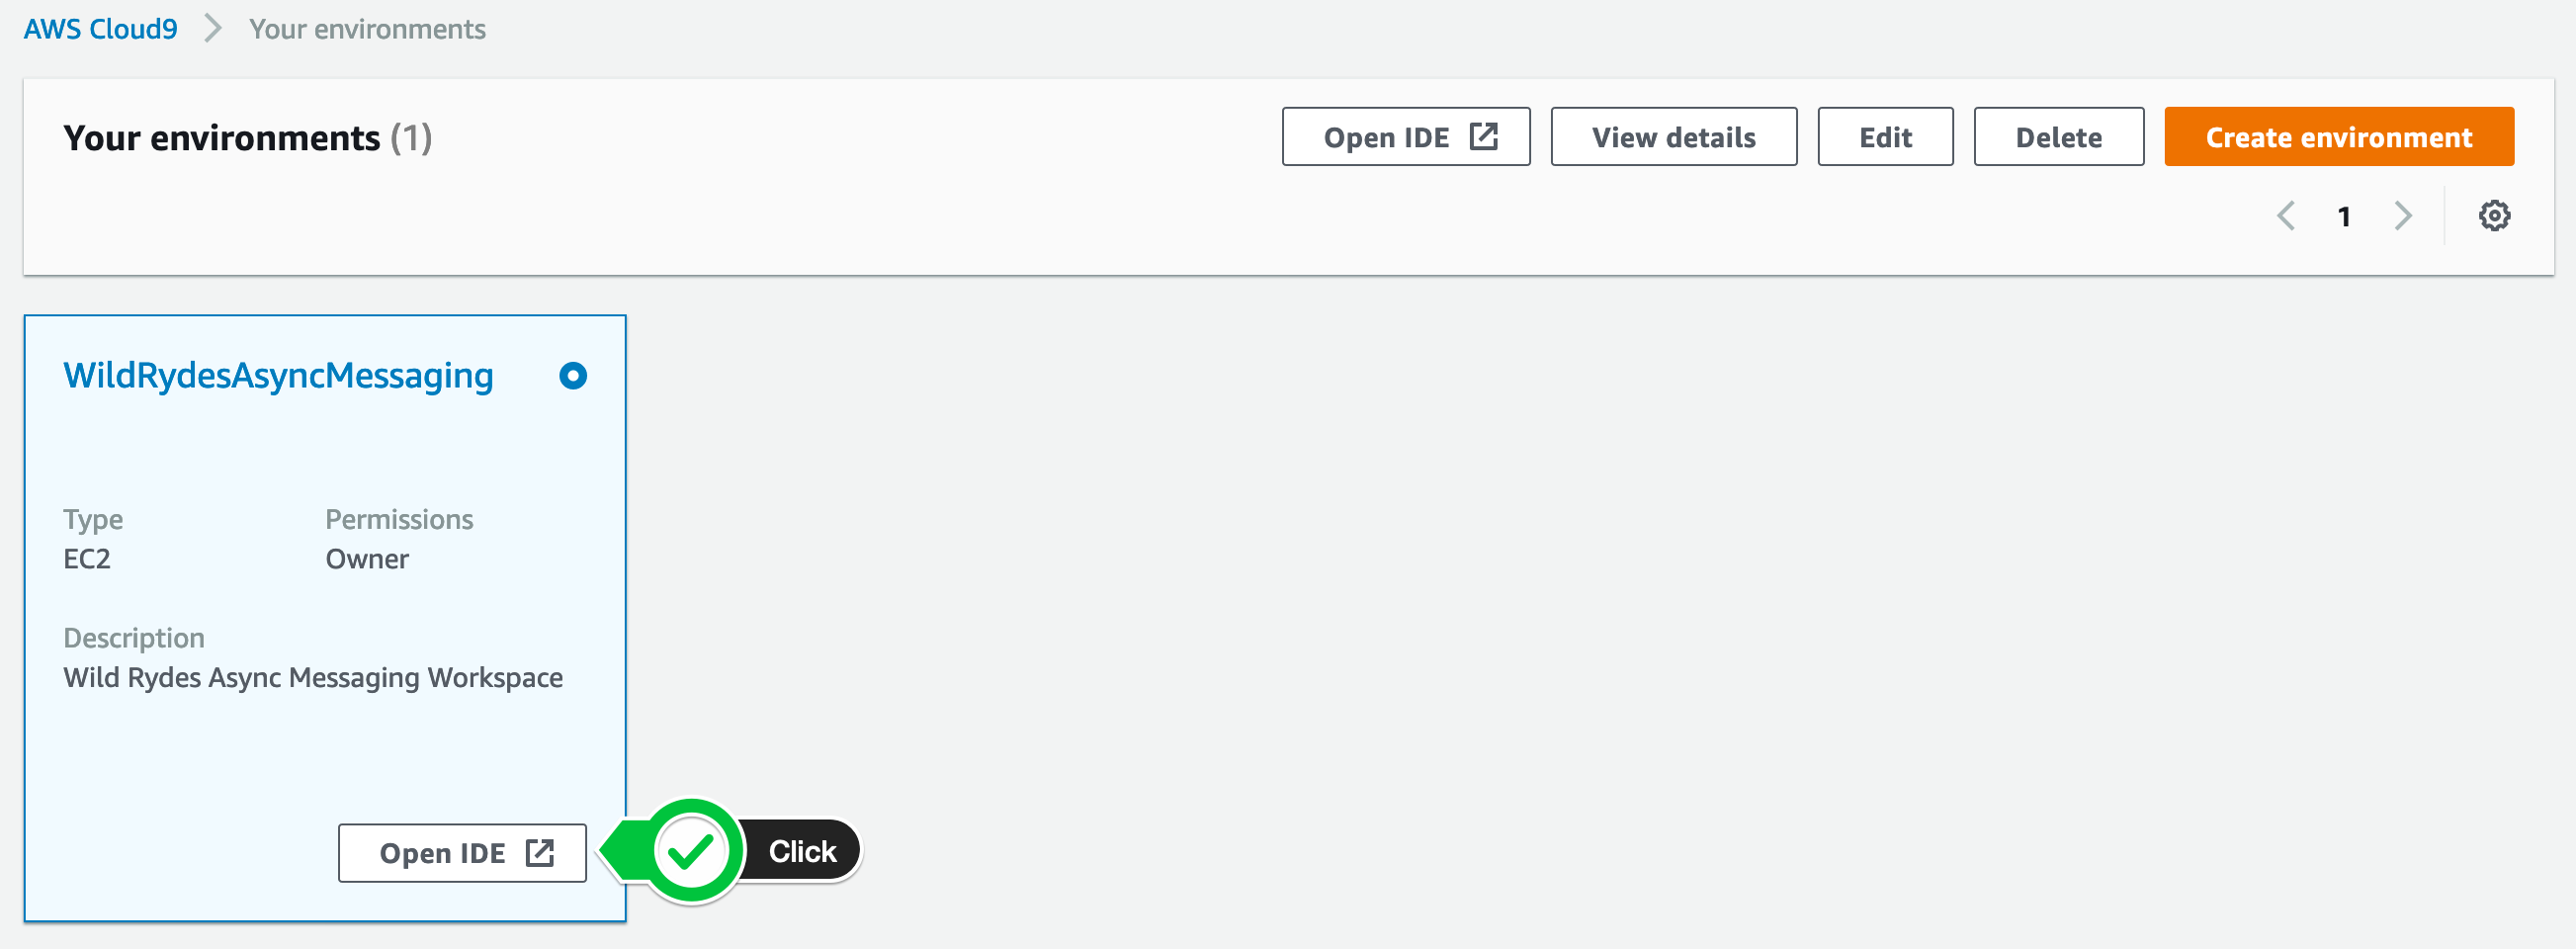 AWS Cloud9 Your environments
Your environments (1) Open IDE View details Edit Delete Create environment
1
WildRydesAsyncMessaging
Type Permissions
EC2 Owner
Description
Wild Rydes Async Messaging Workspace
Open IDE Click